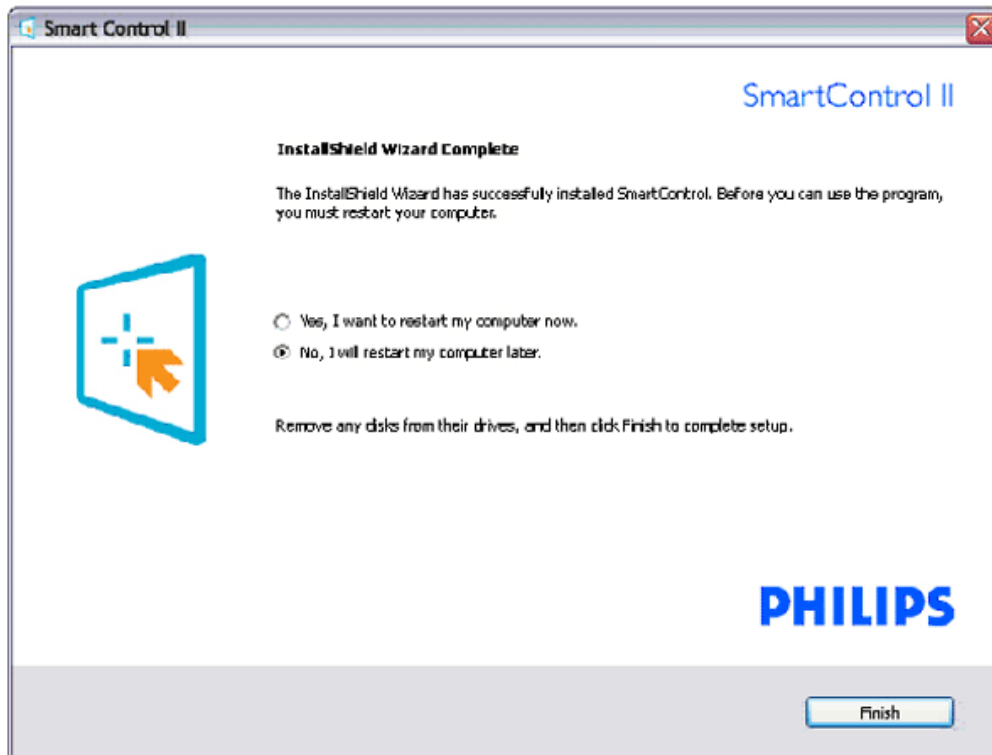 Smart Control II
SmartControl II
InstallShield Wizard Complete
The InstallShield Wizard has successfully installed SmartControl. Before you can use the program,
you must restart your computer.
Yes, I want to restart my computer now.
No, I will restart my computer later.
Remove any disks from their drives, and then click Finish to complete setup.
PHILIPS
Finish